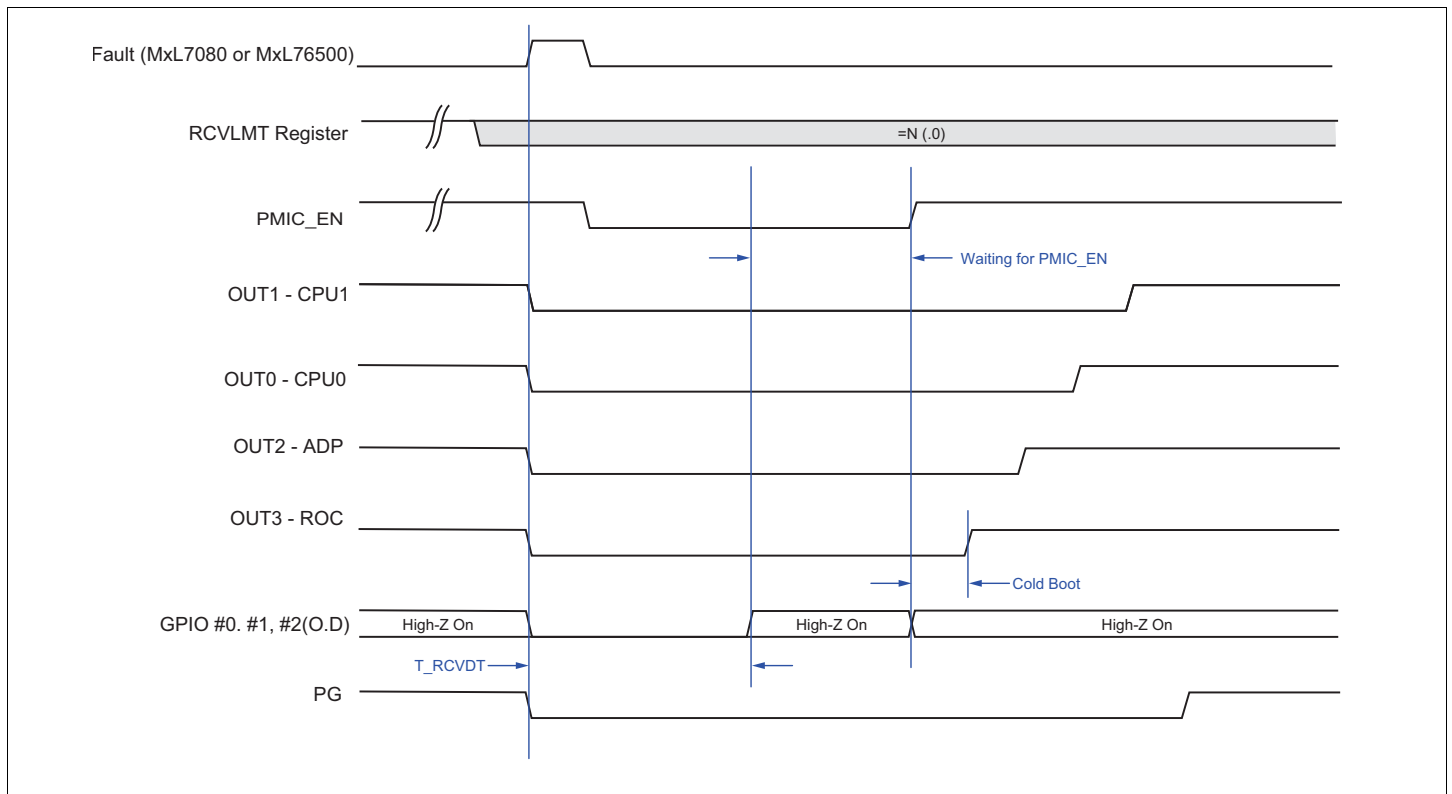 Fault (MxL7080 or MxL76500)
RCVLMT Register
=N (.0)
PMIC_EN
Waiting for PMIC_EN
OUT1 - CPU1
OUT0 - CPU0
OUT2 - ADP
OUT3 - ROC
Cold Boot
GPIO #0. #1, #2(O.D)
High-Z On
High-Z On
High-Z On
T_RCVDT
PG